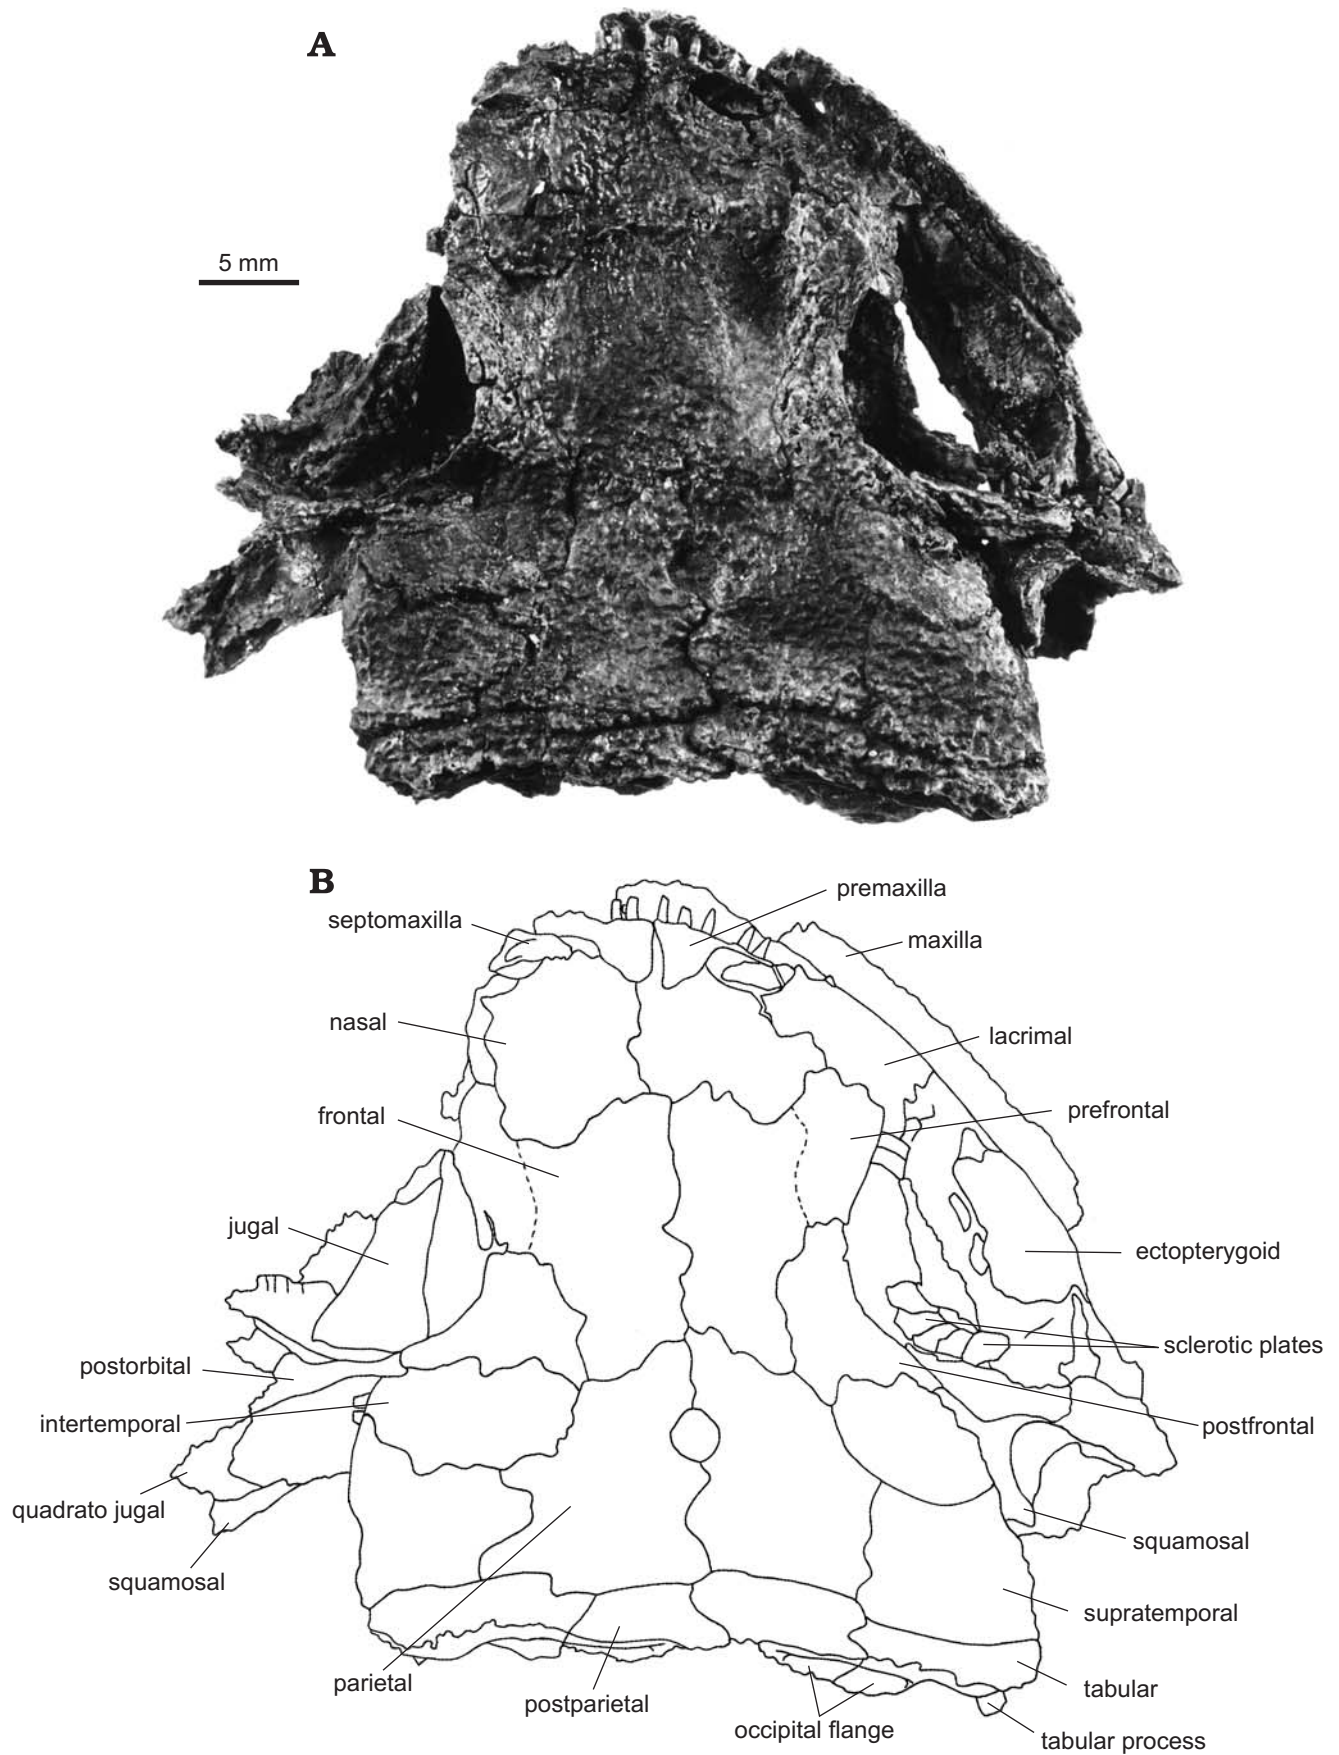 A
5 mm
B
premaxilla
septomaxilla
maxilla
nasal
lacrimal
frontal
prefrontal
jugal
ectopterygoid
sclerotic plates
postorbital
intertemporal
postfrontal
quadrato jugal
squamosal
squamosal
supratemporal
parietal
postparietal
tabular
occipital flange
tabular process